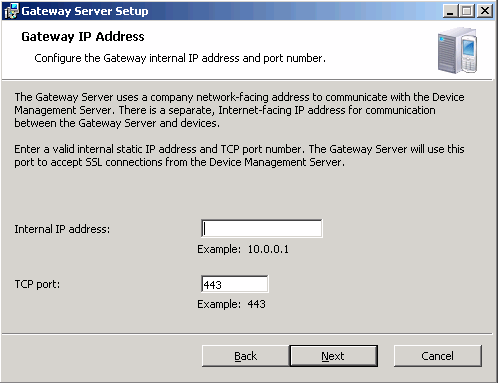 Gateway Server Setup
Gateway IP Address
Configure the Gateway internal IP address and port number.
The Gateway Server uses a company network-facing address to communicate with the Device
Management Server. There is a separate, Internet-facing IP address for communication
between the Gateway Server and devices.
Enter a valid internal static IP address and TCP port number. The Gateway Server will use this
port to accept SSL connections from the Device Management Server.
Internal IP address:
Example: 10.0.0.1
TCP port:
443
Example: 443
Back
Next
Cancel